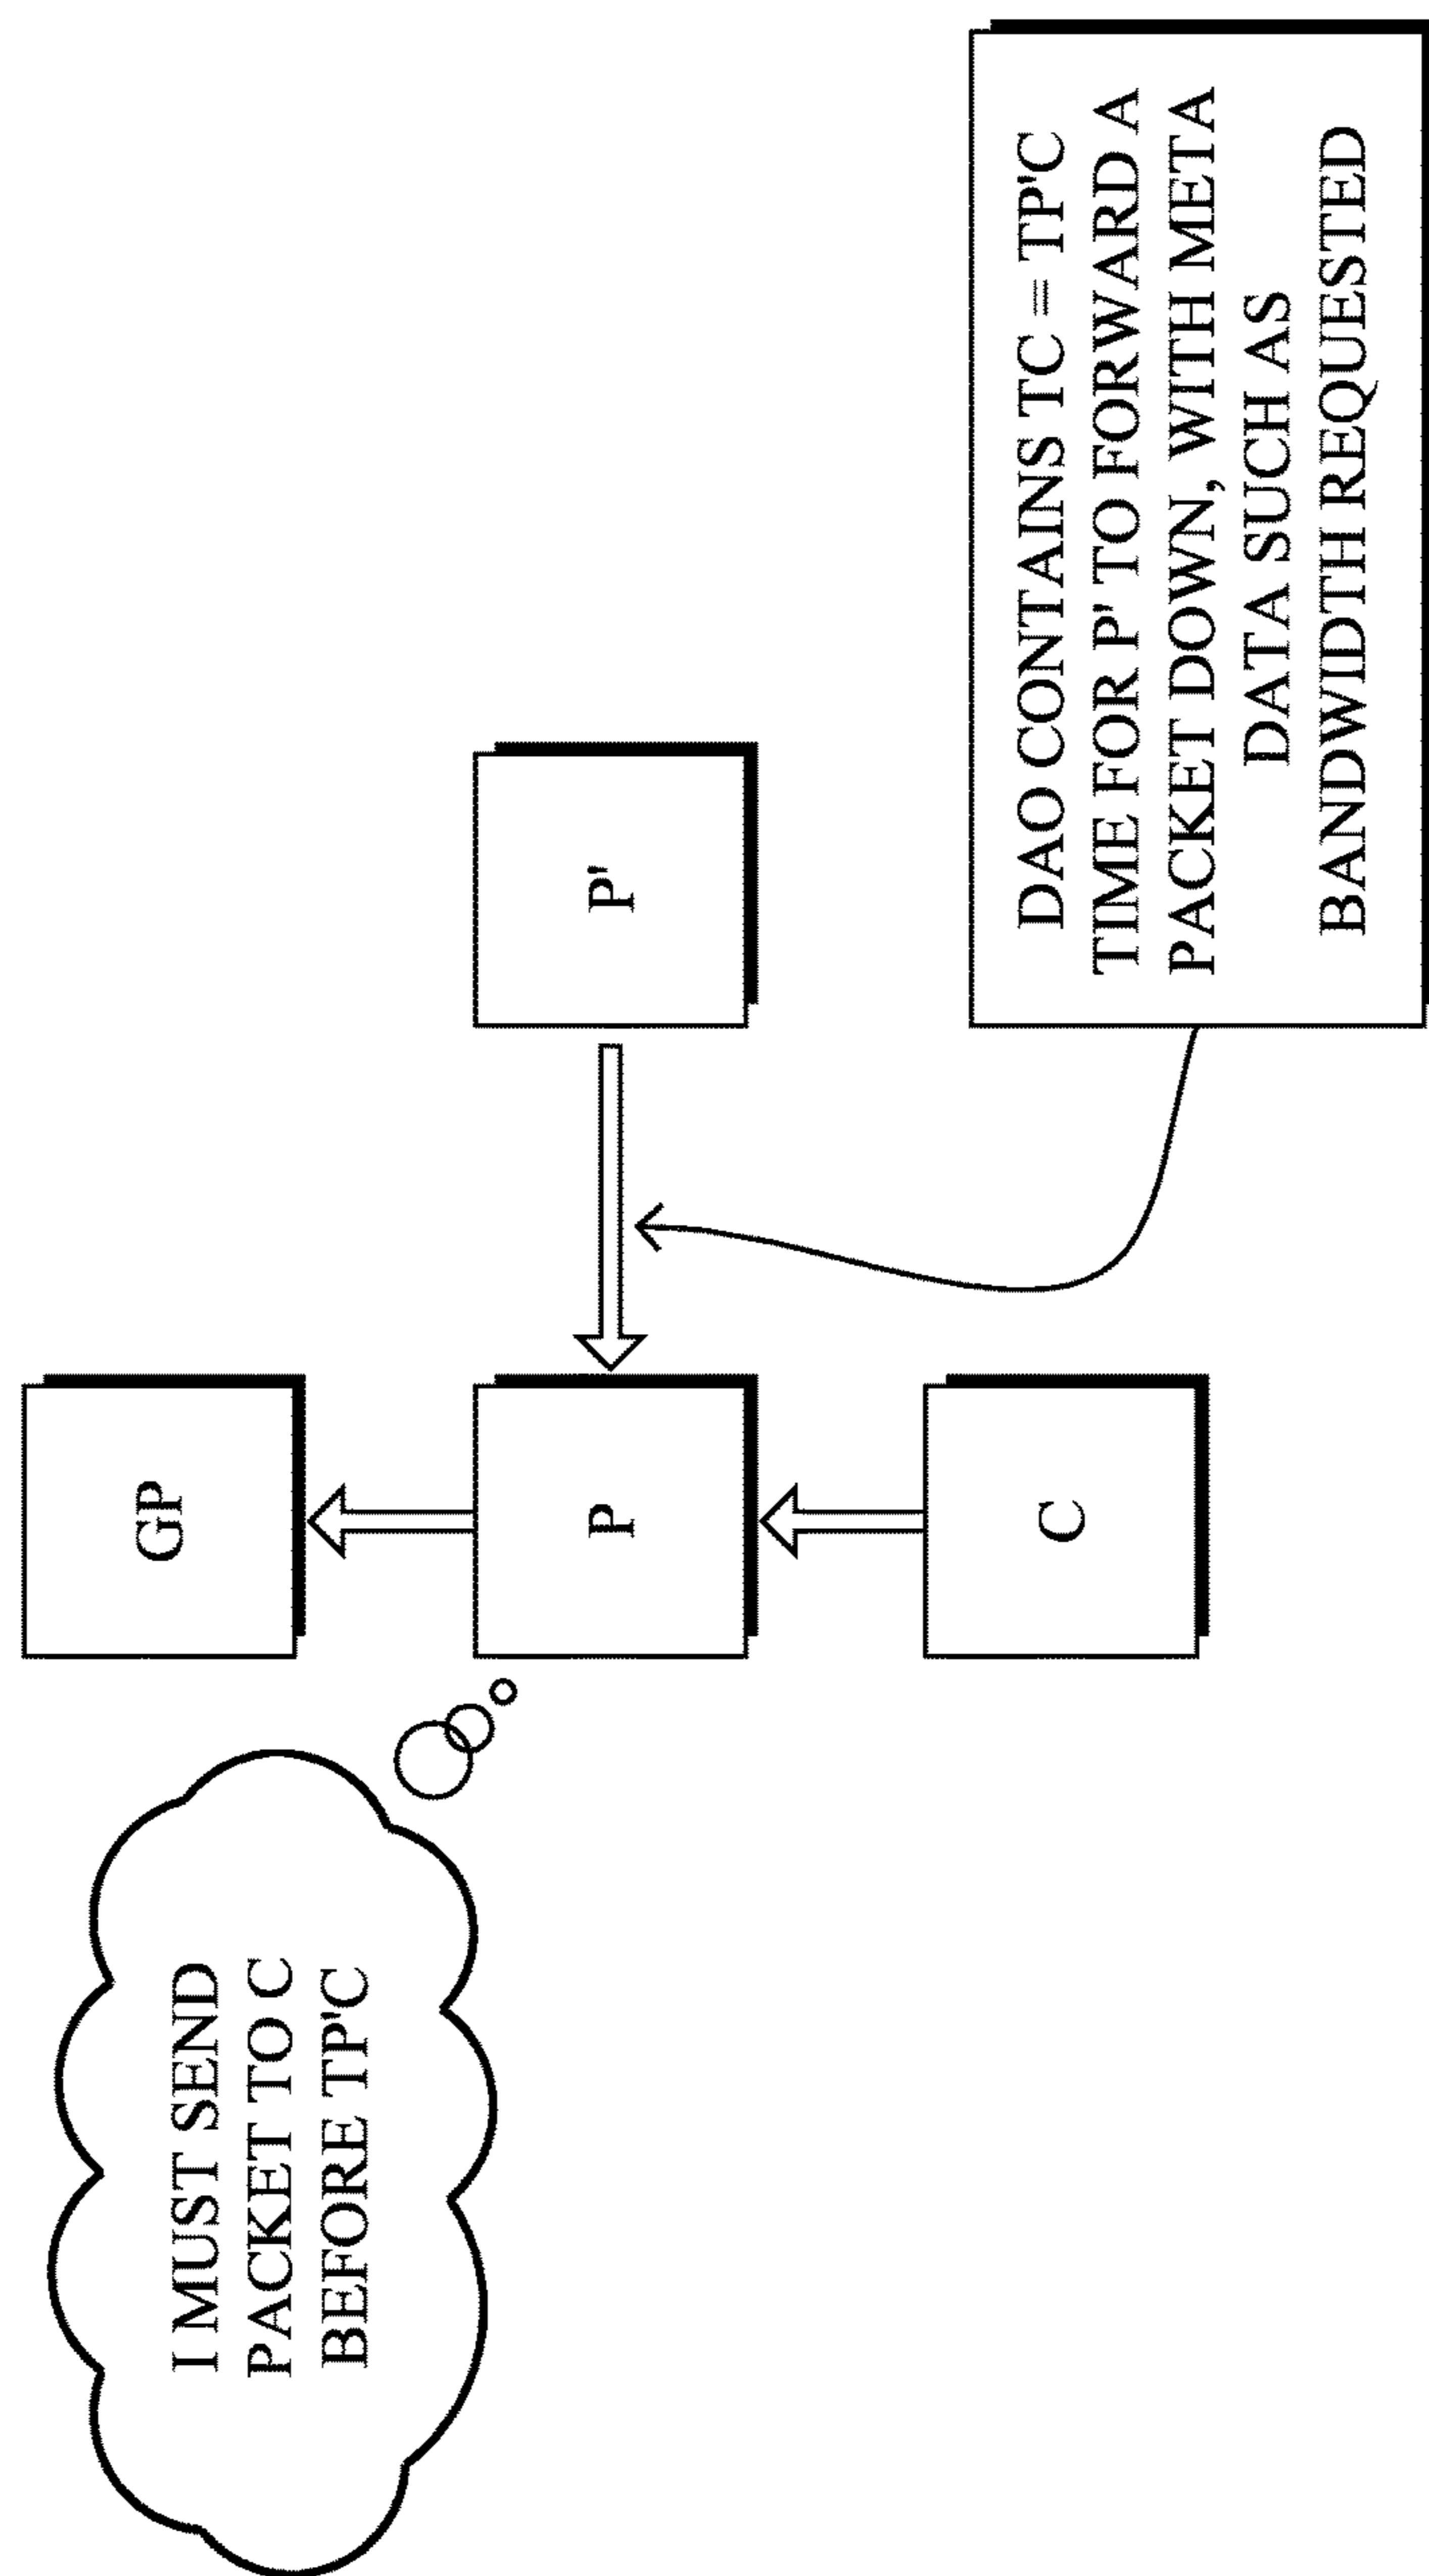 I MUST SEND
PACKET TO C
BEFORE TP'C
GP
P
C
P'
DAO CONTAINS TC = TP'C
TIME FOR P' TO FORWARD A
PACKET DOWN, WITH META
DATA SUCH AS
BANDWIDTH REQUESTED